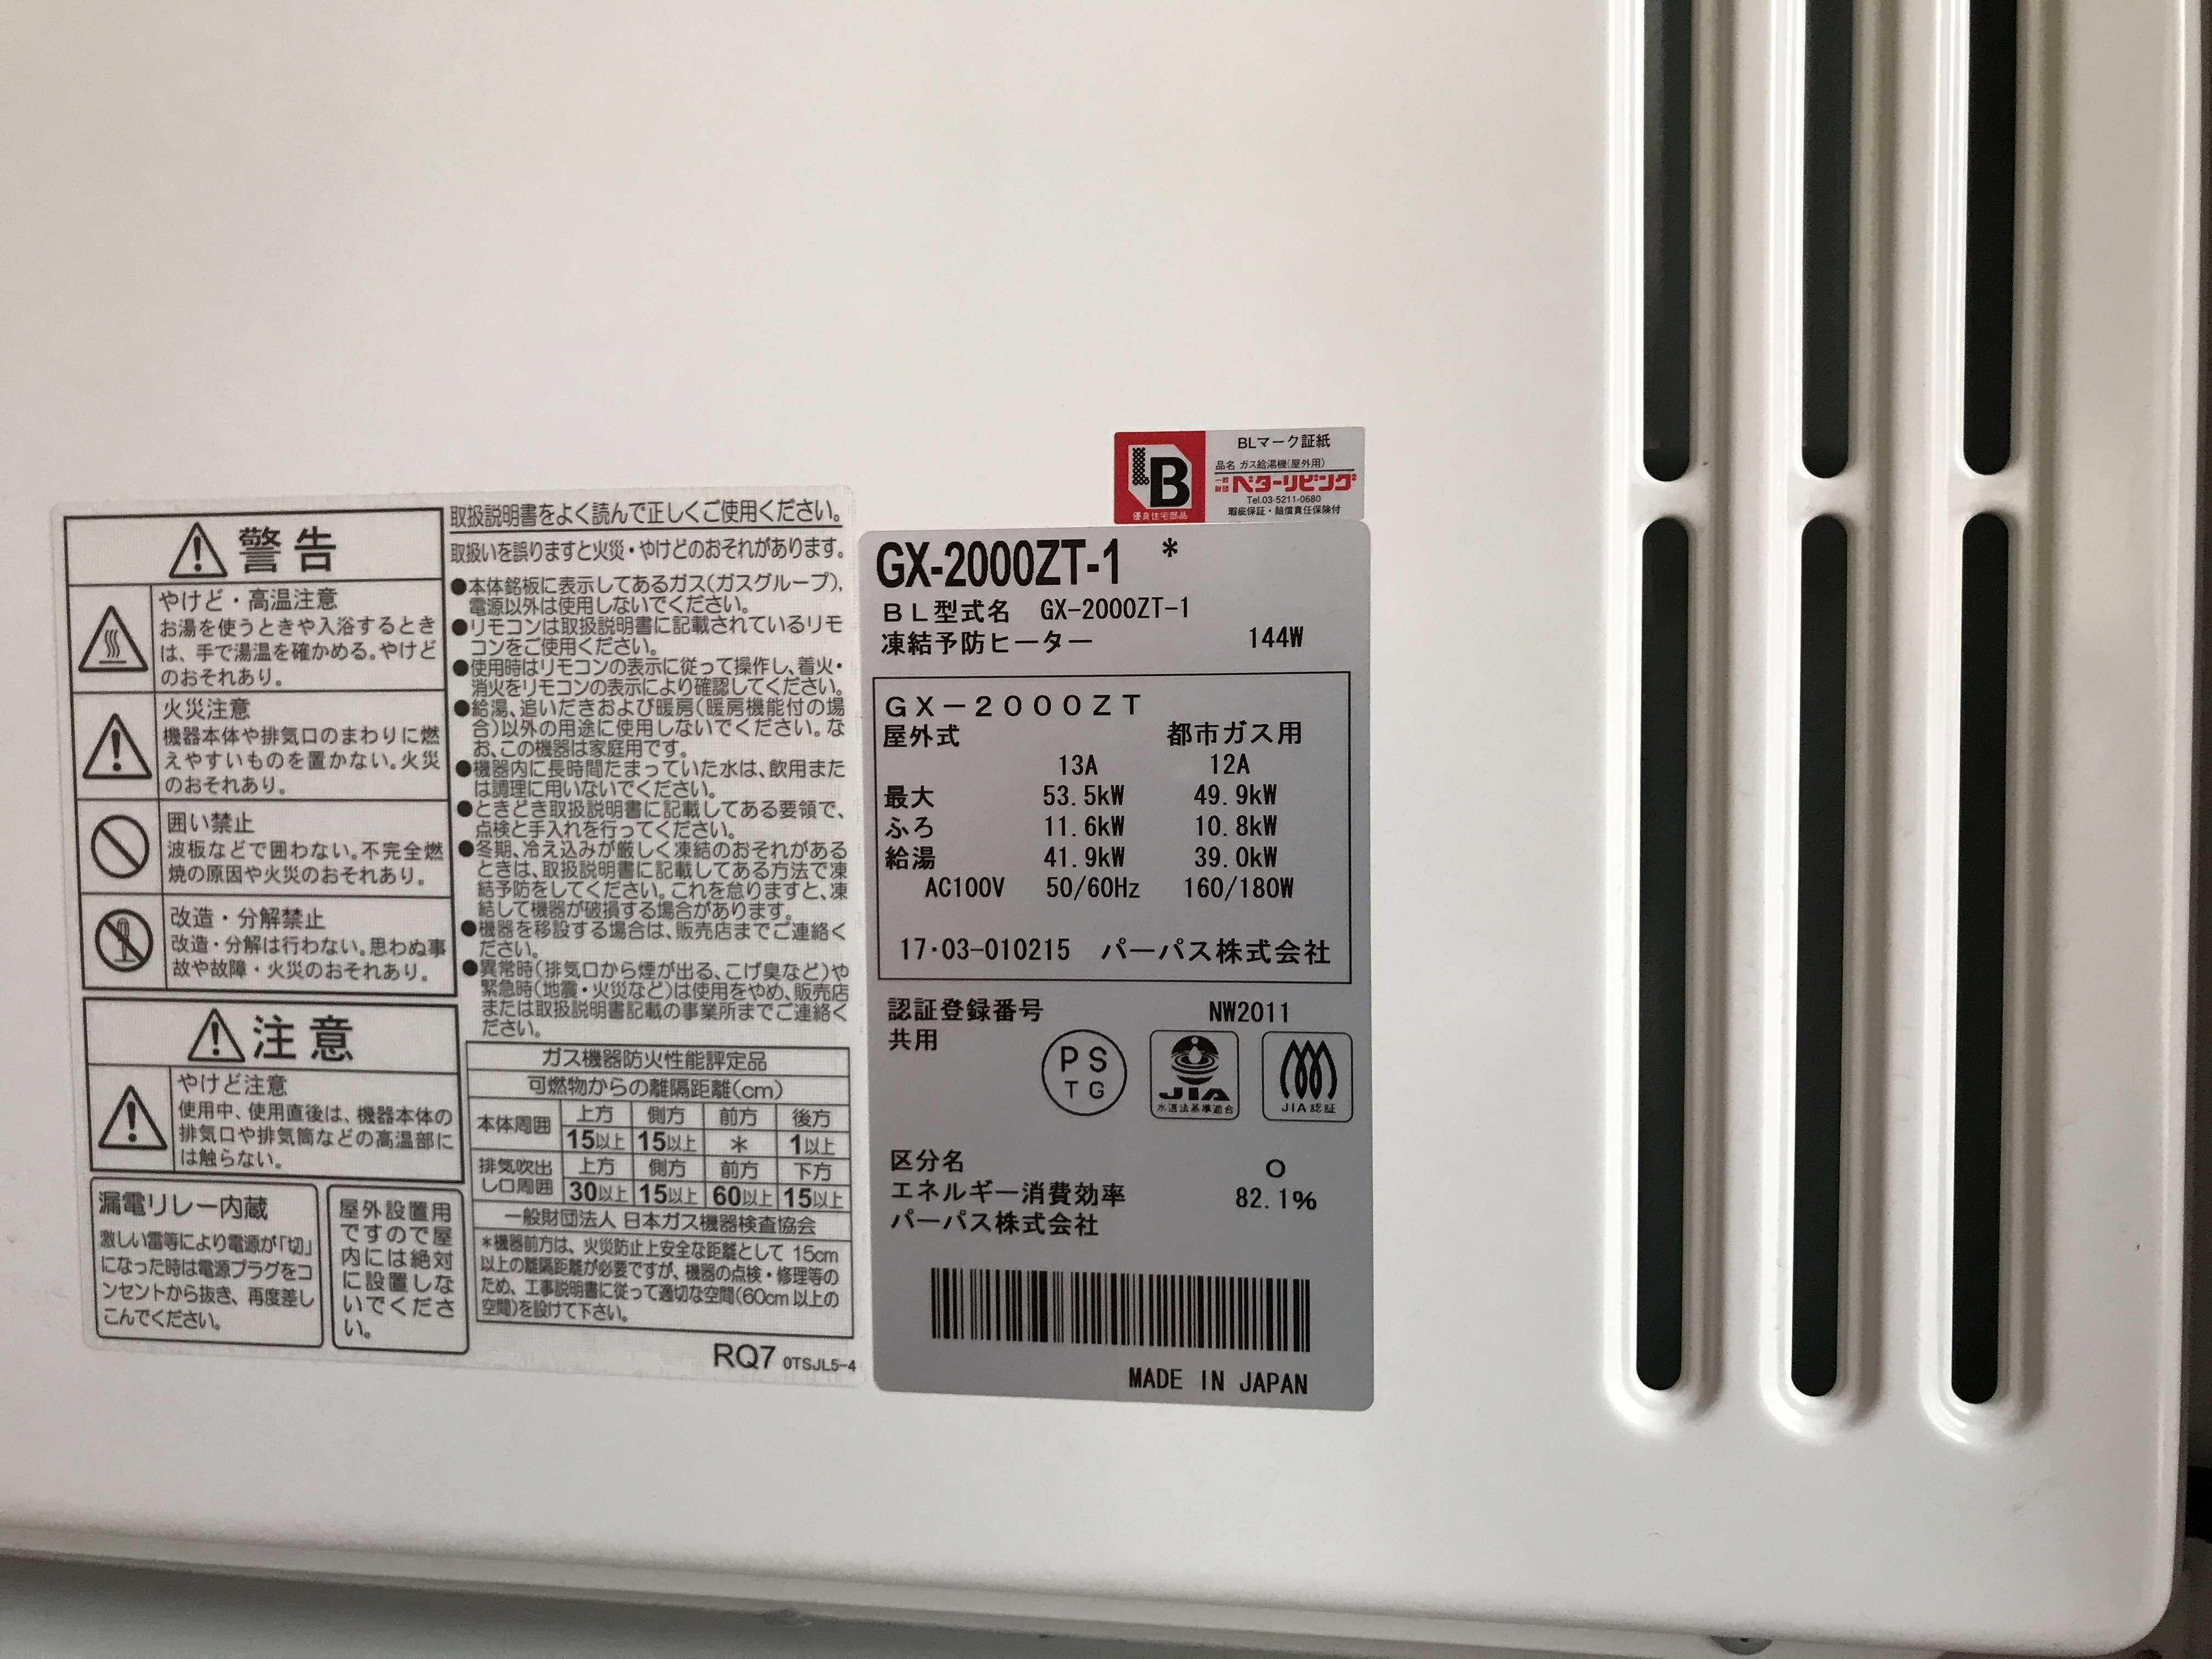 BLマーク証紙
品名 ガス給湯機(屋外用)
一般財団 ベターリビング
Tel.03-5211-0680
瑕疵保証・賠償責任保険付
B
優良住宅部品
警告
やけど・高温注意
お湯を使うときや入浴するとき
は、手で湯温を確かめる。やけど
のおそれあり。
火災注意
機器本体や排気口のまわりに燃
えやすいものを置かない。火災
のおそれあり。
囲い禁止
波板などで囲わない。不完全燃
焼の原因や火災のおそれあり。
改造・分解禁止
改造・分解は行わない。思わぬ事
故や故障・火災のおそれあり。
注意
やけど注意
使用中、使用直後は、機器本体の
排気口や排気筒などの高温部に
は触らない。
漏電リレー内蔵
激しい雷等により電源が「切」
になった時は電源プラグをコ
ンセントから抜き、再度差し
こんでください。
屋外設置用
ですので屋
内には絶対
に設置しな
いでくださ
い。
取扱説明書をよく読んで正しくご使用ください。
取扱いを誤りますと火災・やけどのおそれがあります。
●本体銘板に表示してあるガス(ガスグループ)、
電源以外は使用しないでください。
●リモコンは取扱説明書に記載されているリモ
コンをご使用ください。
●使用時はリモコンの表示に従って操作し、着火・
消火をリモコンの表示により確認してください。
●給湯、追いだきおよび暖房(暖房機能付の場
合)以外の用途に使用しないでください。な
お、この機器は家庭用です。
●機器内に長時間たまっていた水は、飲用また
は調理に用いないでください。
●ときどき取扱説明書に記載してある要領で、
点検と手入れを行ってください。
●冬期、冷え込みが厳しく凍結のおそれがある
ときは、取扱説明書に記載してある方法で凍
結予防をしてください。これを怠りますと、凍
結して機器が破損する場合があります。
●機器を移設する場合は、販売店までご連絡く
ださい。
●異常時(排気口から煙が出る、こげ臭など)や
緊急時(地震・火災など)は使用をやめ、販売店
または取扱説明書記載の事業所までご連絡く
ださい。
ガス機器防火性能評定品
可燃物からの離隔距離(cm)
本体周囲 上方 側方 前方 後方
15以上 15以上 ＊ 1以上
排気吹出 上方 側方 前方 下方
し口周囲 30以上 15以上 60以上 15以上
一般財団法人 日本ガス機器検査協会
＊機器前方は、火災防止上安全な距離として 15cm
以上の離隔距離が必要ですが、機器の点検・修理等の
ため、工事説明書に従って適切な空間(60cm以上の
空間)を設けて下さい。
RQ7 0TSJL5-4
GX-2000ZT-1 *
ＢＬ型式名 GX-2000ZT-1
凍結予防ヒーター 144W
ＧＸ－２０００ＺＴ
屋外式 都市ガス用
13A 12A
最大 53.5kW 49.9kW
ふろ 11.6kW 10.8kW
給湯 41.9kW 39.0kW
AC100V 50/60Hz 160/180W
17･03-010215 パーパス株式会社
認証登録番号 NW2011
共用
PS
TG
JIA
水道法基準適合
JIA認証
区分名 O
エネルギー消費効率 82.1%
パーパス株式会社
MADE IN JAPAN